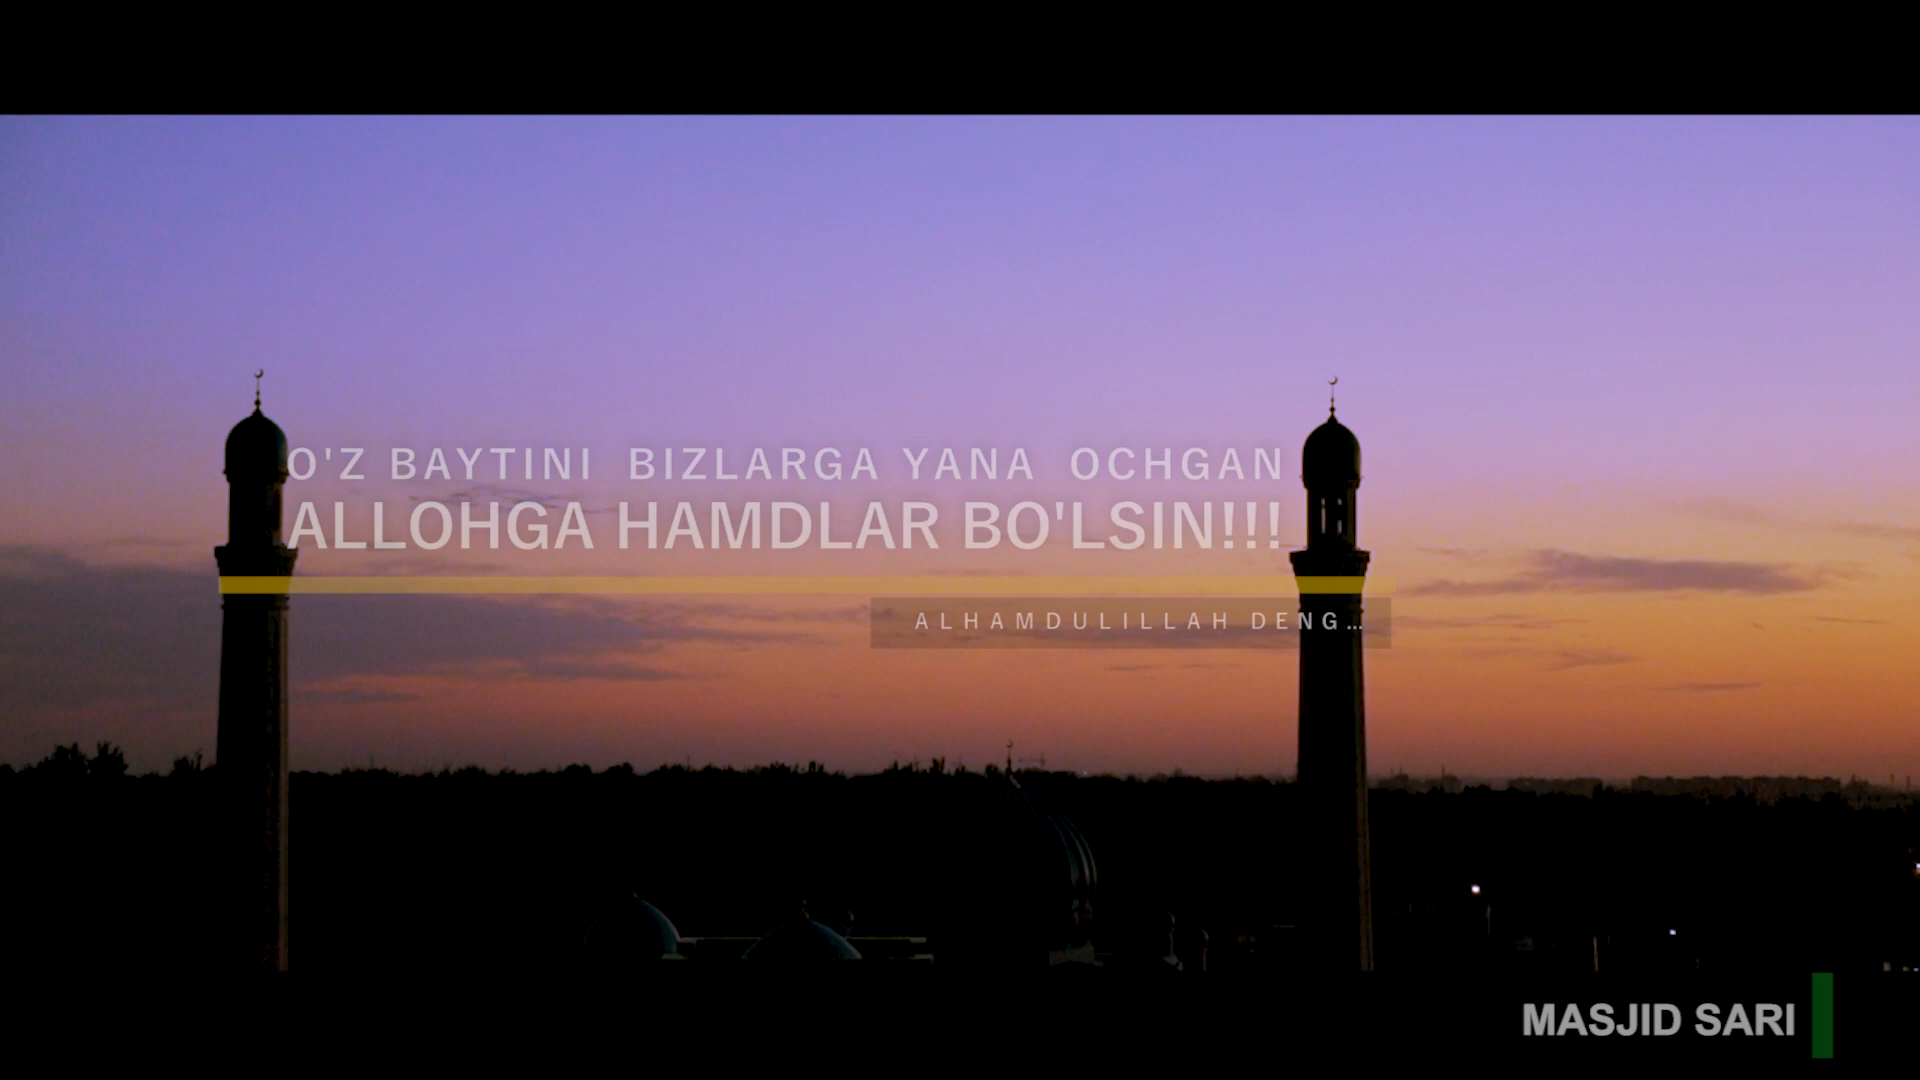 O'Z BAYTINI BIZLARGA YANA OCHGAN
ALLOHGA HAMDLAR BO'LSIN!!!
ALHAMDULILLAH DENG...
MASJID SARI